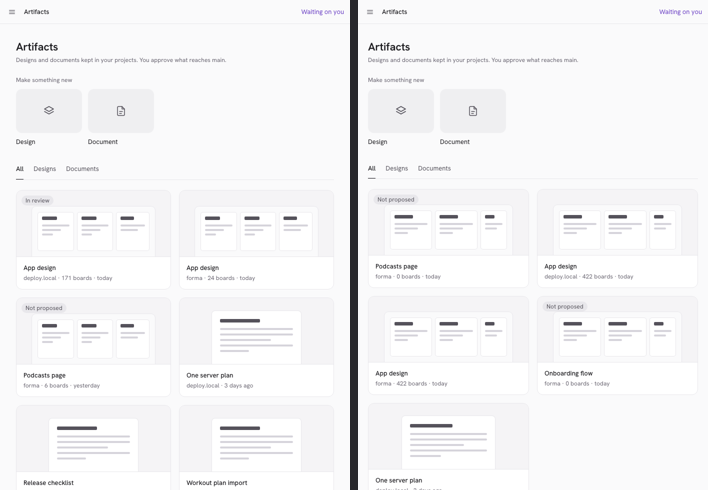 Artifacts
Waiting on you
Artifacts
Designs and documents kept in your projects. You approve what reaches main.
Make something new
Design
Document
All
Designs
Documents
In review
App design
deploy.local · 171 boards · today
App design
forma · 24 boards · today
Not proposed
Podcasts page
forma · 6 boards · yesterday
One server plan
deploy.local · 3 days ago
Release checklist
Workout plan import
Artifacts
Waiting on you
Artifacts
Designs and documents kept in your projects. You approve what reaches main.
Make something new
Design
Document
All
Designs
Documents
Not proposed
Podcasts page
forma · 0 boards · today
App design
deploy.local · 422 boards · today
App design
forma · 422 boards · today
Not proposed
Onboarding flow
forma · 0 boards · today
One server plan